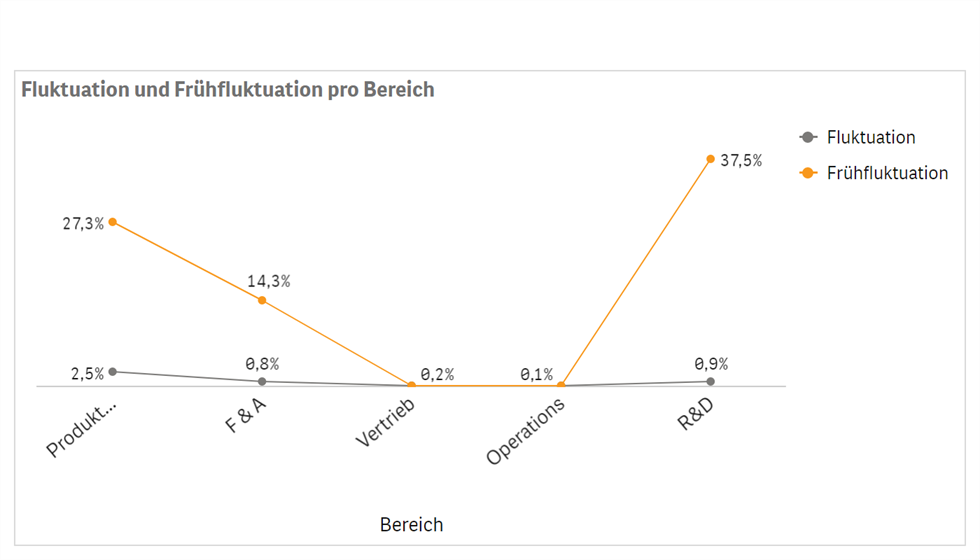 Fluktuation und Frühfluktuation pro Bereich
Fluktuation
Frühfluktuation
37,5%
27,3%
14,3%
2,5%
0,8%
0,2%
0,1%
0,9%
Produkt...
F & A
Vertrieb
Operations
R&D
Bereich